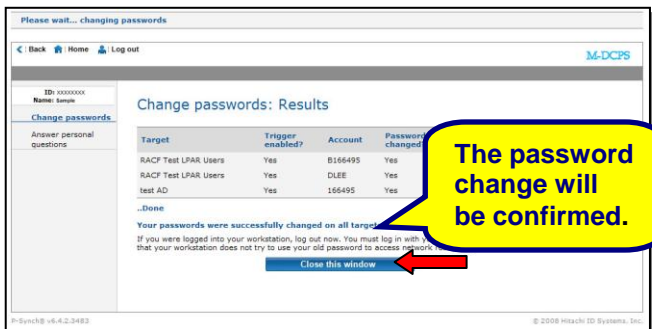 Please wait... changing passwords
Back Home Log out
M-DCPS
ID: XXXXXXXX
Name: Sample
Change passwords
Answer personal
questions
Change passwords: Results
Target Trigger enabled? Account Password changed
RACF Test LPAR Users Yes B166495 Yes
RACF Test LPAR Users Yes DLEE Yes
test AD Yes 166495 Yes
..Done
Your passwords were successfully changed on all
If you were logged into your workstation, log out now. You must log in with
that your workstation does not try to use your old password to access network
Close this window
The password
change will
be confirmed.
P-Synch® v6.4.2.3483
© 2008 Hitachi ID Systems, Inc.